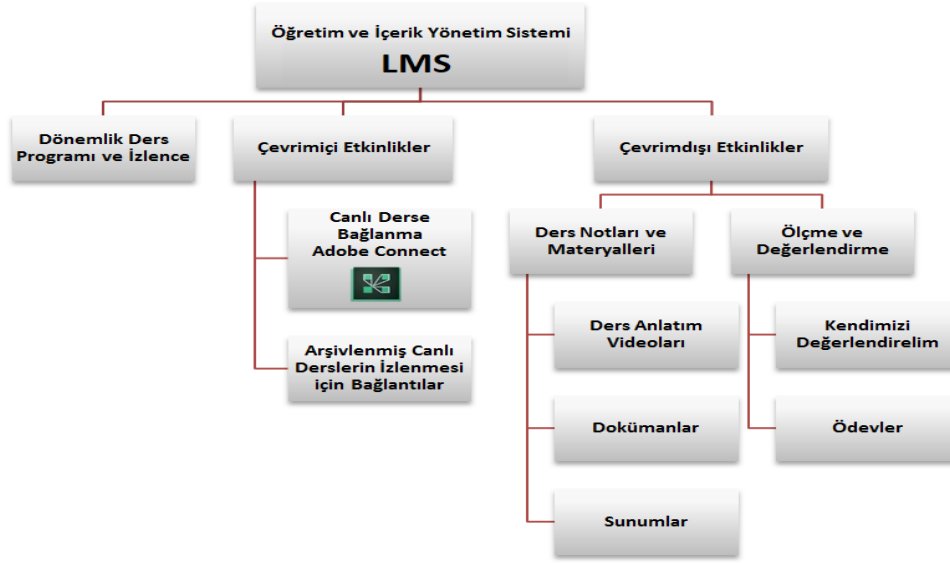 Öğretim ve İçerik Yönetim Sistemi
LMS
Dönemlik Ders
Programı ve İzlence
Çevrimiçi Etkinlikler
Çevrimdışı Etkinlikler
Canlı Derse
Bağlanma
Adobe Connect
Arşivlenmiş Canlı
Derslerin İzlenmesi
için Bağlantılar
Ders Notları ve
Materyalleri
Ölçme ve
Değerlendirme
Ders Anlatım
Videoları
Dokümanlar
Sunumlar
Kendimizi
Değerlendirelim
Ödevler